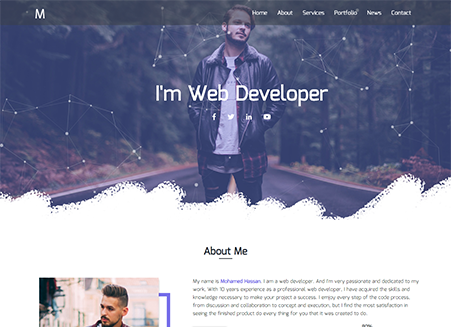 M
Home About Services Portfolio News Contact
I'm Web Developer
About Me
My name is Mohamed Hassan. I am a web developer. And I'm very passionate and dedicated to my
work. With 10 years experience as a professional web developer, I have acquired the skills and
knowledge necessary to make your project a success. I enjoy every step of the code process,
from discussion and collaboration to concept and execution, but I find the most satisfaction in
seeing the finished product do every thing for you that it was created to do.